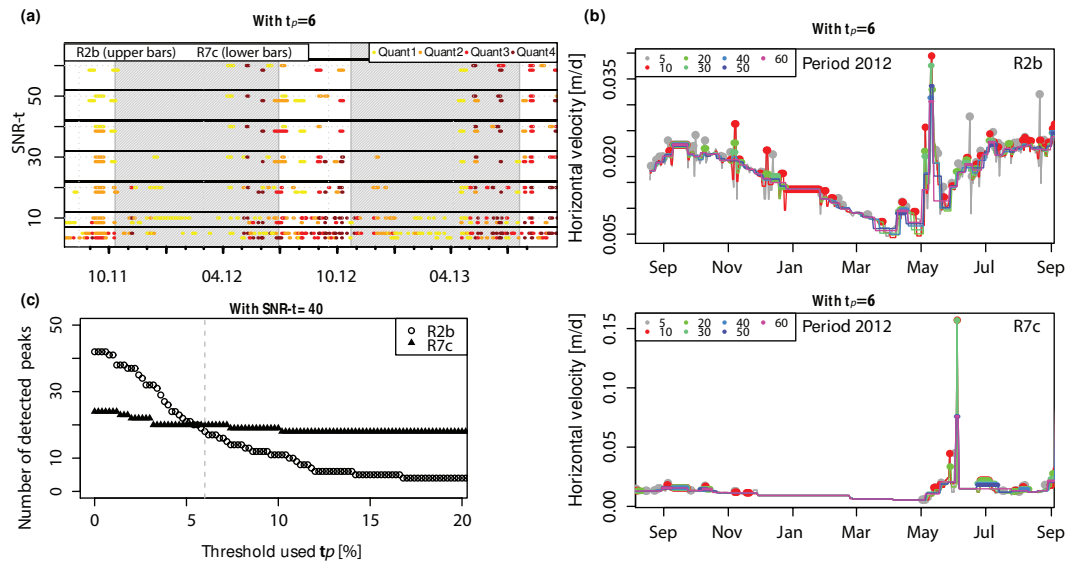 (a)
With tp=6
R2b (upper bars) R7c (lower bars)
Quant1 Quant2 Quant3 Quant4
SNR-t
50
30
10
10.11 04.12 10.12 04.13
(b)
With tp=6
5 20 40 60
10 30 50
Period 2012
R2b
Horizontal velocity [m/d]
0.035
0.020
0.005
Sep Nov Jan Mar May Jul Sep
(c)
With SNR-t= 40
R2b
R7c
Number of detected peaks
50
30
10
0
0 5 10 15 20
Threshold used tp [%]
With tp=6
5 20 40 60
10 30 50
Period 2012
R7c
Horizontal velocity [m/d]
0.15
0.10
0.05
0.00
Sep Nov Jan Mar May Jul Sep